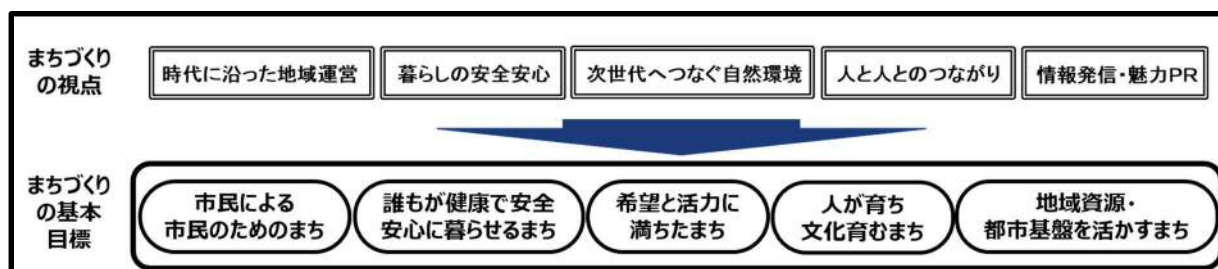 まちづくり
の視点
時代に沿った地域運営
暮らしの安全安心
次世代へつなぐ自然環境
人と人とのつながり
情報発信・魅力PR
まちづくり
の基本
目標
市民による
市民のためのまち
誰もが健康で安全
安心に暮らせるまち
希望と活力に
満ちたまち
人が育ち
文化育むまち
地域資源・
都市基盤を活かすまち